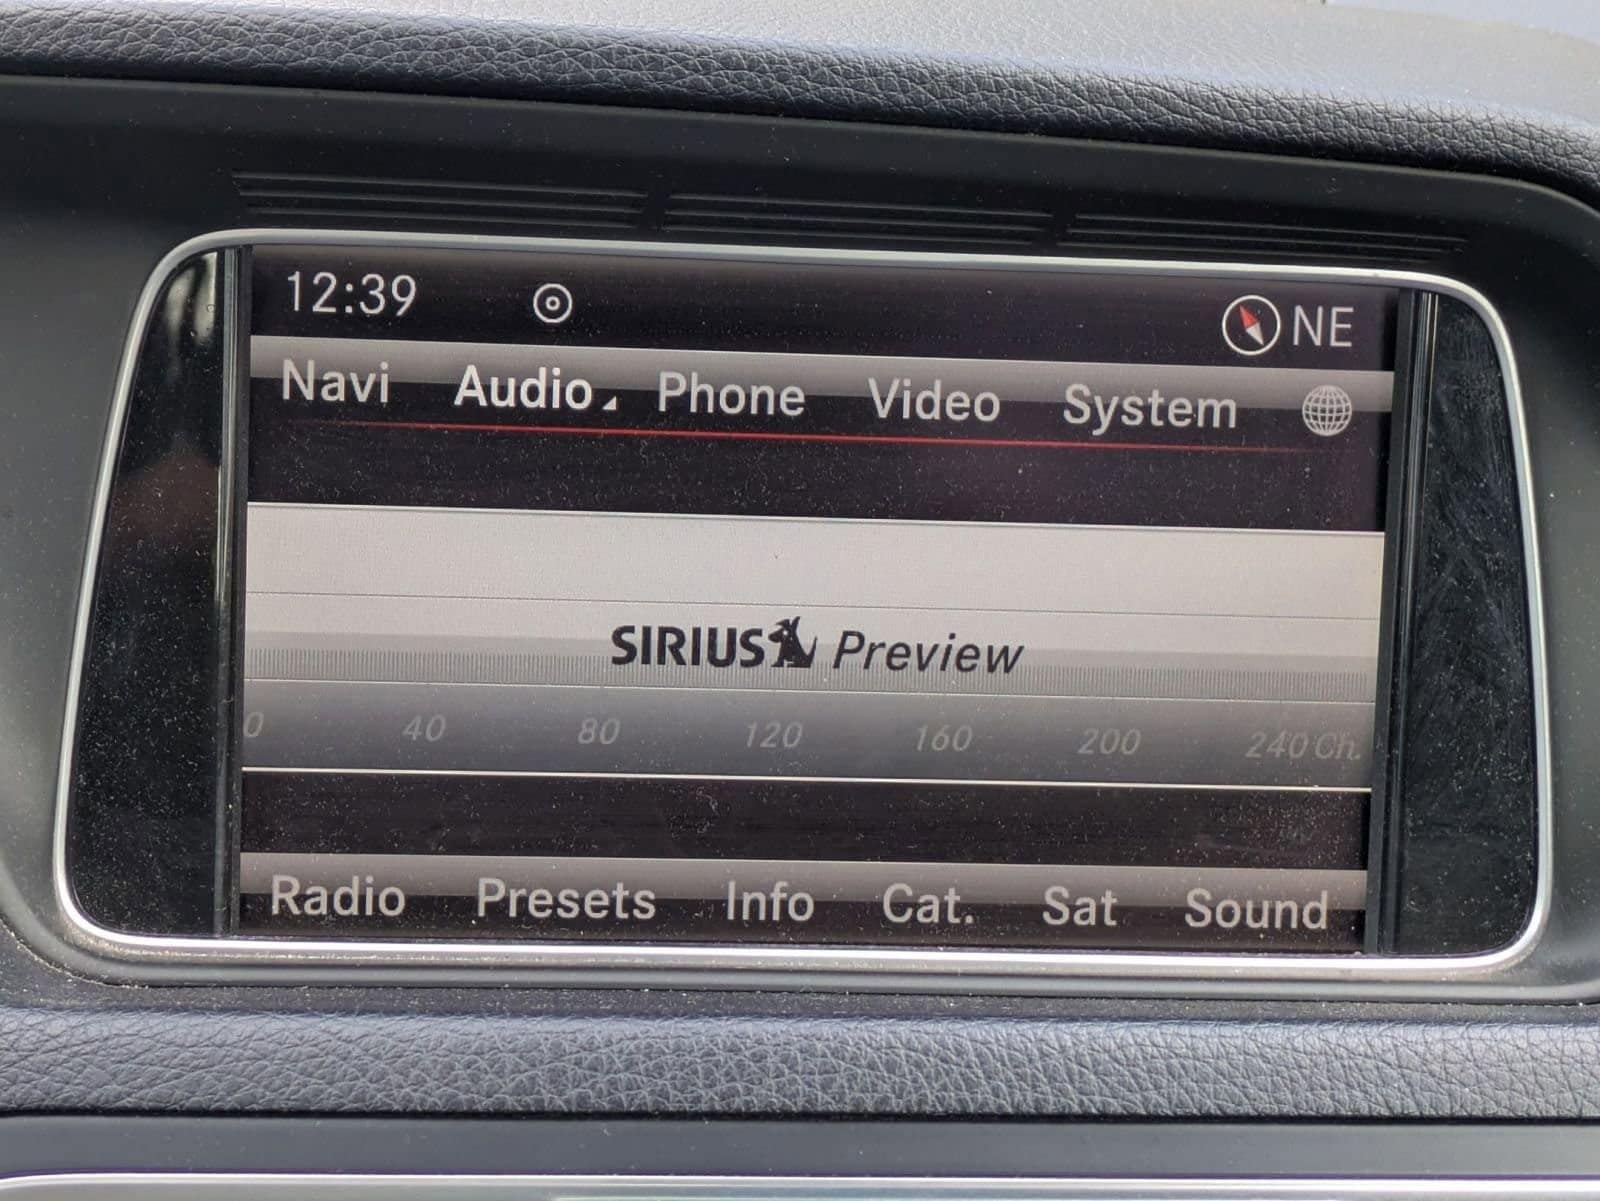 12:39 NE
Navi Audio Phone Video System
SIRIUS Preview
0 40 80 120 160 200 240 Ch.
Radio Presets Info Cat. Sat Sound